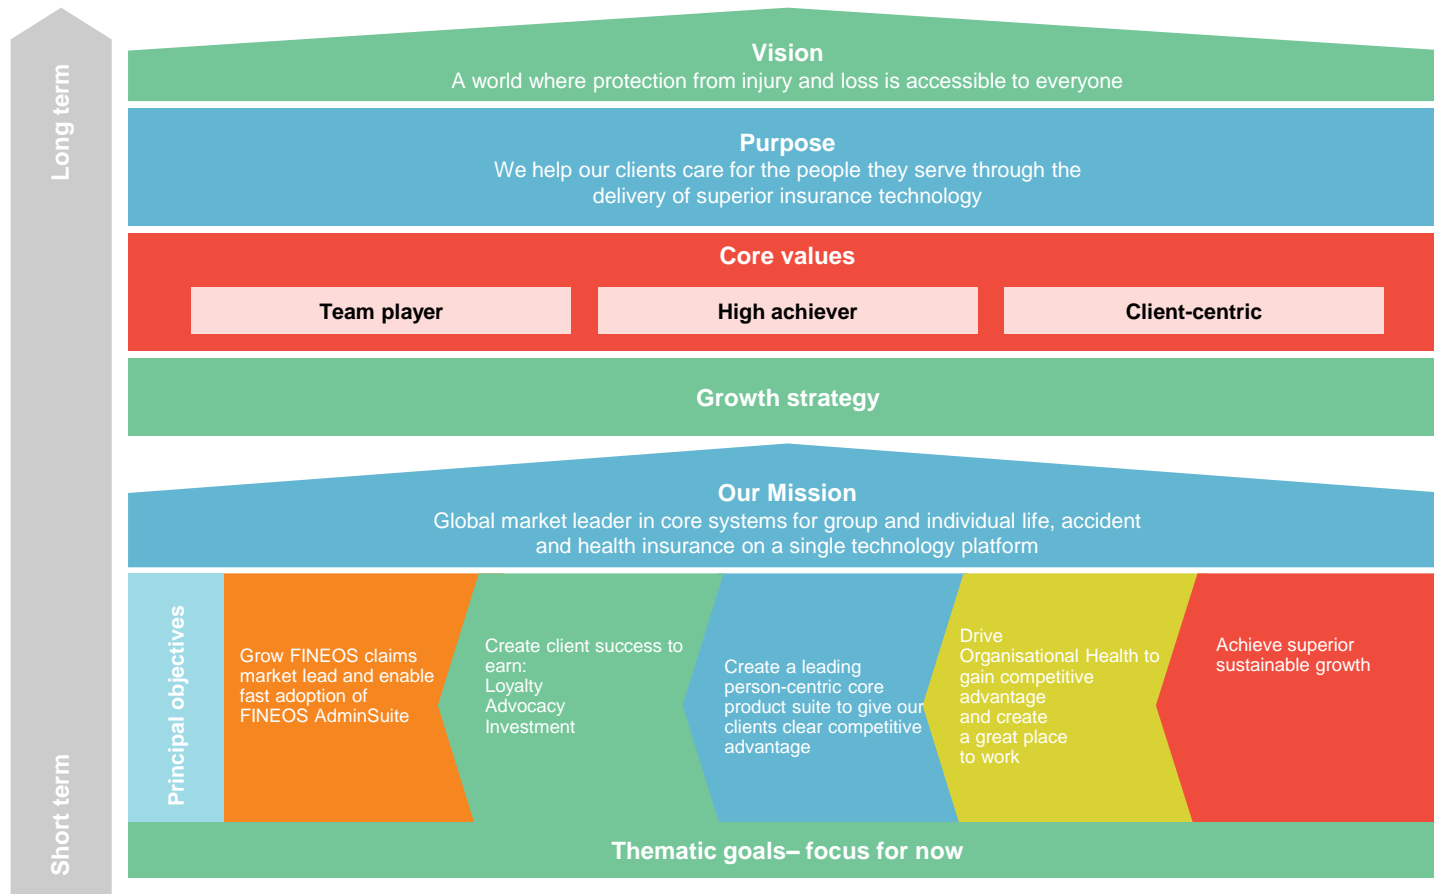 Long term
Vision
A world where protection from injury and loss is accessible to everyone
Purpose
We help our clients care for the people they serve through the
delivery of superior insurance technology
Core values
Team player
High achiever
Client-centric
Growth strategy
Our Mission
Global market leader in core systems for group and individual life, accident
and health insurance on a single technology platform
Short term
Principal objectives
Grow FINEOS claims
market lead and enable
fast adoption of
FINEOS AdminSuite
Create client success to
earn:
Loyalty
Advocacy
Investment
Create a leading
person-centric core
product suite to give our
clients clear competitive
advantage
Drive
Organisational Health to
gain competitive
advantage
and create
a great place
to work
Achieve superior
sustainable growth
Thematic goals– focus for now